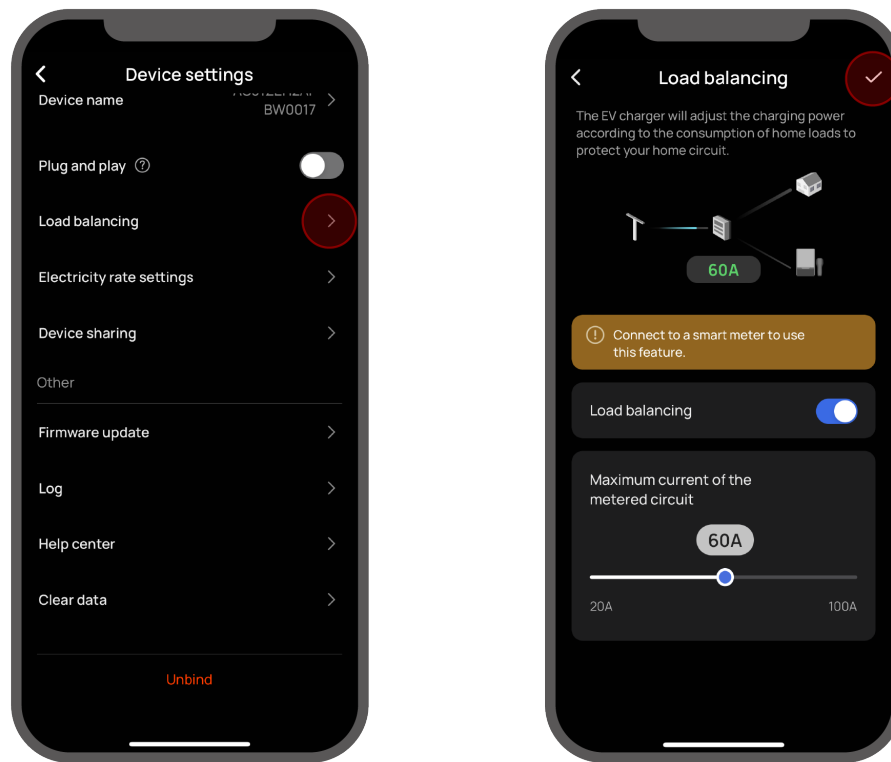 Device settings
Device name
BW0017
Plug and play
Load balancing
Electricity rate settings
Device sharing
Other
Firmware update
Log
Help center
Clear data
Unbind
Load balancing
The EV charger will adjust the charging power
according to the consumption of home loads to
protect your home circuit.
60A
Connect to a smart meter to use
this feature.
Load balancing
Maximum current of the
metered circuit
60A
20A
100A